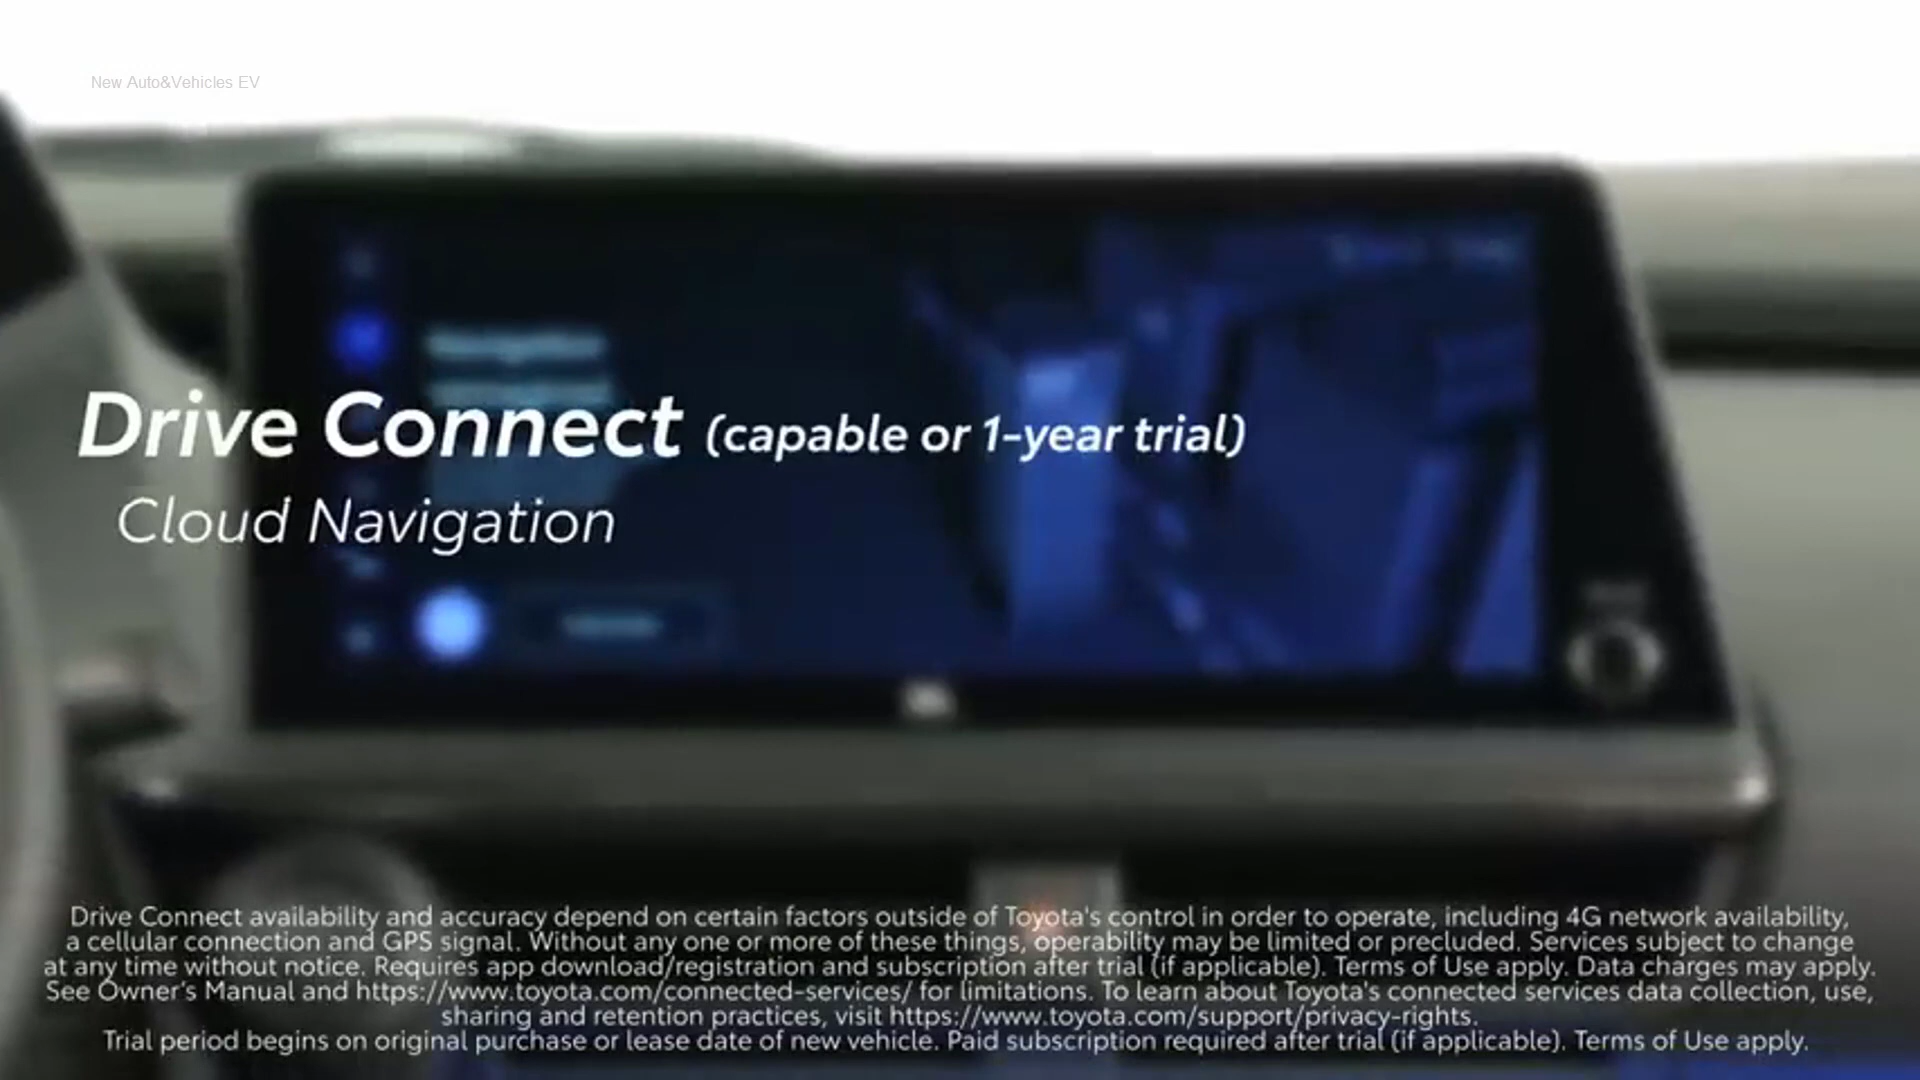 New Auto&Vehicles EV
Drive Connect (capable or 1-year trial)
Cloud Navigation
Drive Connect availability and accuracy depend on certain factors outside of Toyota's control in order to operate, including 4G network availability,
a cellular connection and GPS signal. Without any one or more of these things, operability may be limited or precluded. Services subject to change
at any time without notice. Requires app download/registration and subscription after trial (if applicable). Terms of Use apply. Data charges may apply.
See Owner's Manual and https://www.toyota.com/connected-services/ for limitations. To learn about Toyota's connected services data collection, use,
sharing and retention practices, visit https://www.toyota.com/support/privacy-rights.
Trial period begins on original purchase or lease date of new vehicle. Paid subscription required after trial (if applicable). Terms of Use apply.